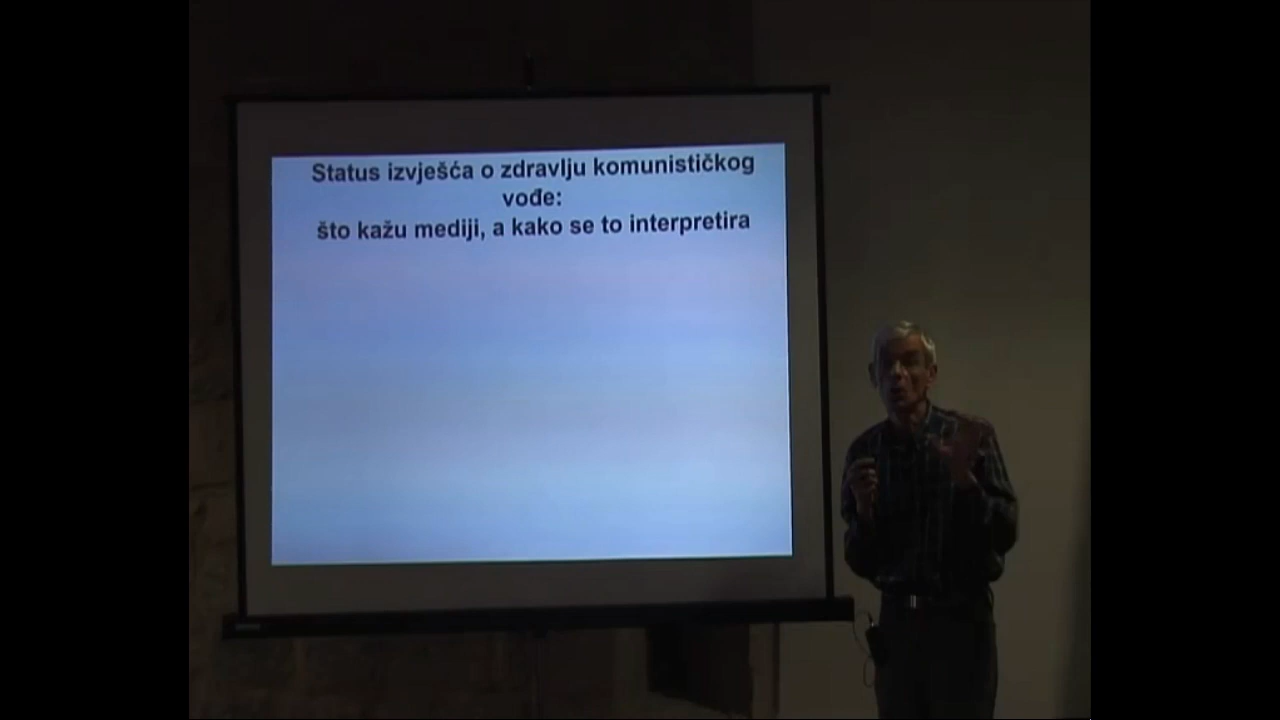 Status izvješća o zdravlju komunističkog
vođe:
što kažu mediji, a kako se to interpretira